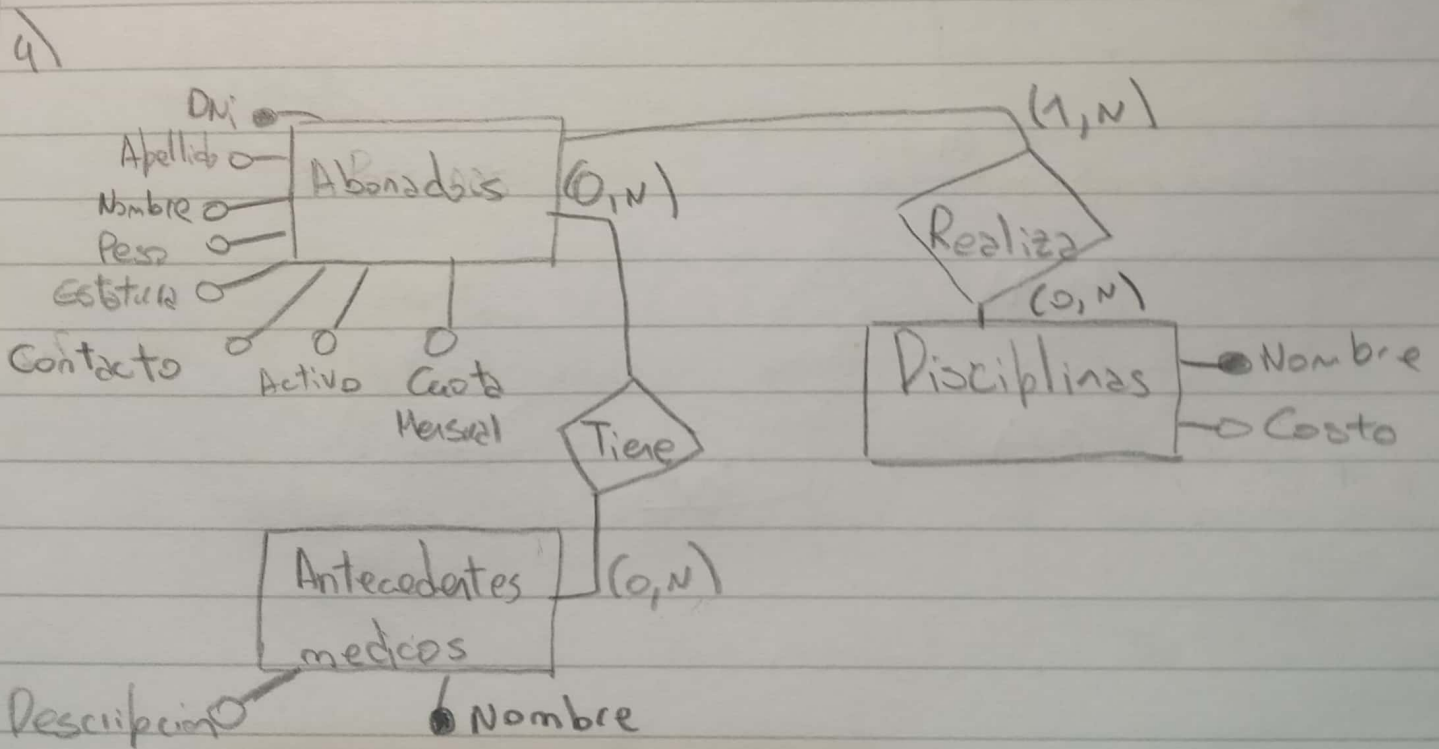 4)
DNi
Apellido
Nombre
Peso
Estatura
Contacto
Activo
Cuota
Mensual
Abonados
(0,N)
(1,N)
Realiza
(0,N)
Disciplinas
Nombre
Costo
Tiene
(0,N)
Antecedentes
medicos
Descripcion
Nombre